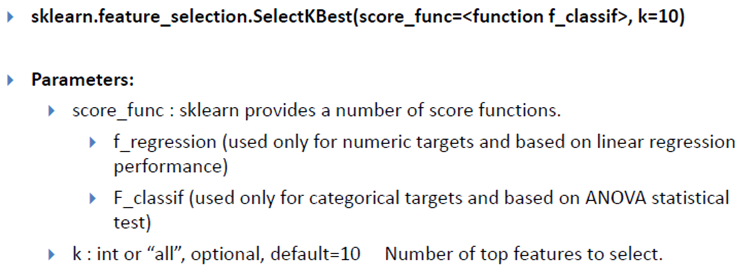 sklearn.feature_selection.SelectKBest(score_func=<function f_classif>, k=10)
Parameters:
score_func : sklearn provides a number of score functions.
f_regression (used only for numeric targets and based on linear regression
performance)
F_classif (used only for categorical targets and based on ANOVA statistical
test)
k : int or “all”, optional, default=10 Number of top features to select.